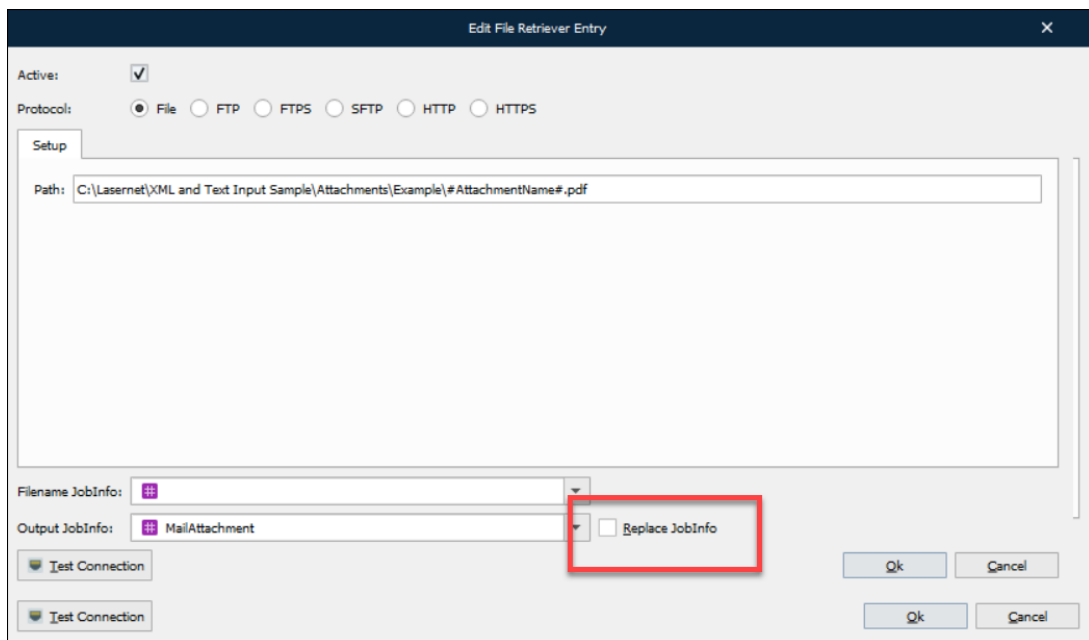 Edit File Retriever Entry
Active:
Protocol: File FTP FTPS SFTP HTTP HTTPS
Setup
Path: C:\Lasernet\XML and Text Input Sample\Attachments\Example\#AttachmentName#.pdf
Filename JobInfo: #
Output JobInfo: # MailAttachment Replace JobInfo
Test Connection Ok Cancel
Test Connection Ok Cancel